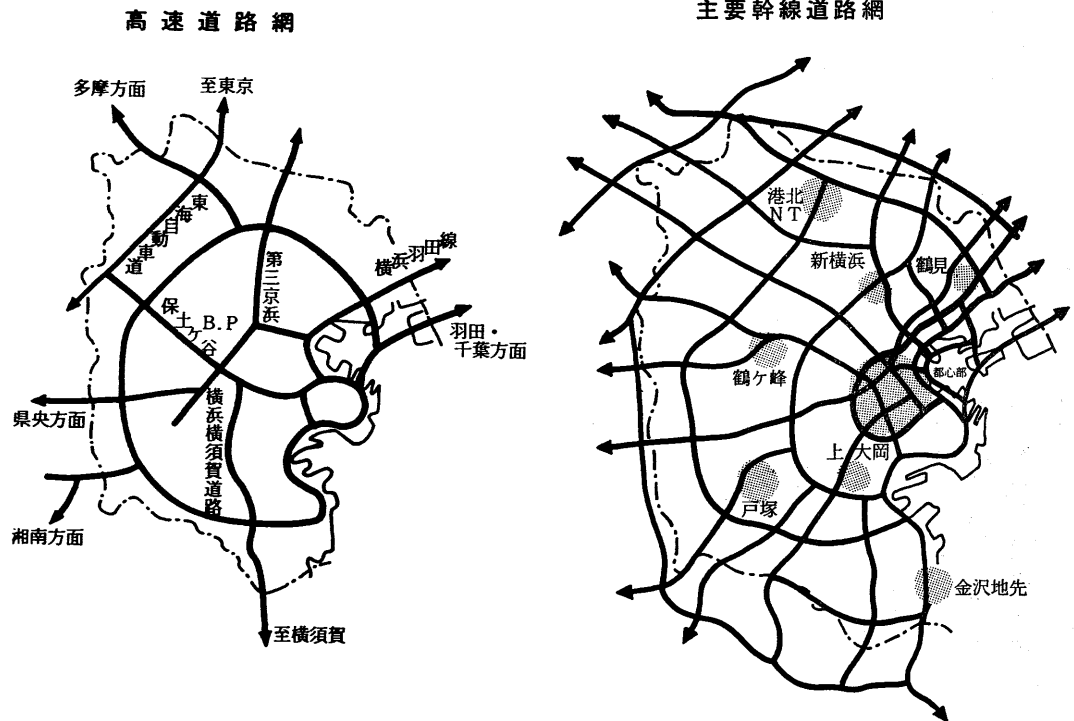 高速道路網
多摩方面
至東京
東海自動車道
第三京浜
横浜羽田線
保土ヶ谷B.P
羽田・
千葉方面
県央方面
横浜横須賀道路
湘南方面
至横須賀
主要幹線道路網
港北
NT
新横浜
鶴見
鶴ケ峰
都心部
上大岡
戸塚
金沢地先